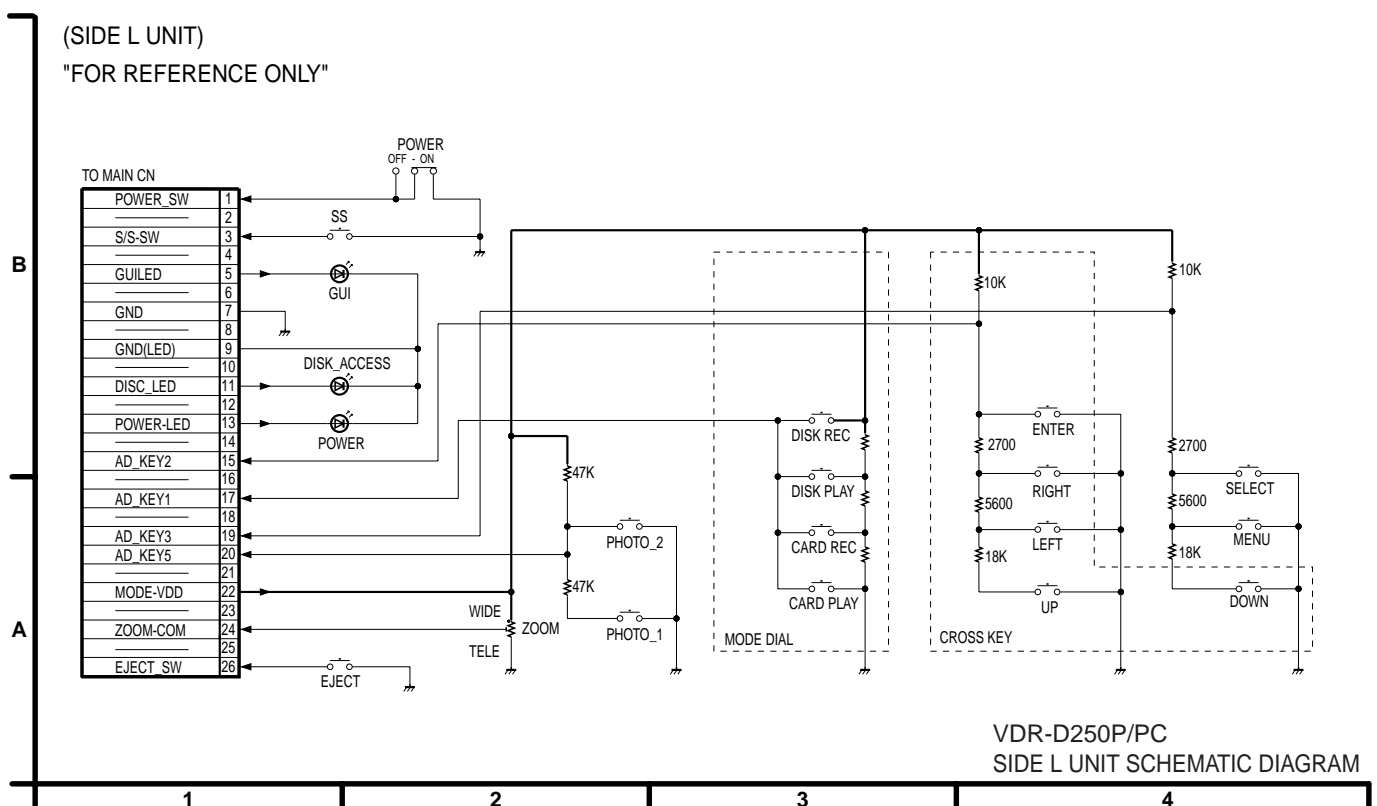 (SIDE L UNIT)
"FOR REFERENCE ONLY"
POWER
OFF - ON
TO MAIN CN
POWER_SW 1
2
S/S-SW 3
4
GUILED 5
6
GND 7
8
GND(LED) 9
10
DISC_LED 11
12
POWER-LED 13
14
AD_KEY2 15
16
AD_KEY1 17
18
AD_KEY3 19
AD_KEY5 20
21
MODE-VDD 22
23
ZOOM-COM 24
25
EJECT_SW 26
SS
GUI
DISK_ACCESS
POWER
EJECT
47K
47K
PHOTO_2
PHOTO_1
WIDE
ZOOM
TELE
DISK REC
DISK PLAY
CARD REC
CARD PLAY
MODE DIAL
10K
2700
5600
18K
ENTER
RIGHT
LEFT
UP
CROSS KEY
10K
2700
5600
18K
SELECT
MENU
DOWN
B
A
VDR-D250P/PC
SIDE L UNIT SCHEMATIC DIAGRAM
1 2 3 4